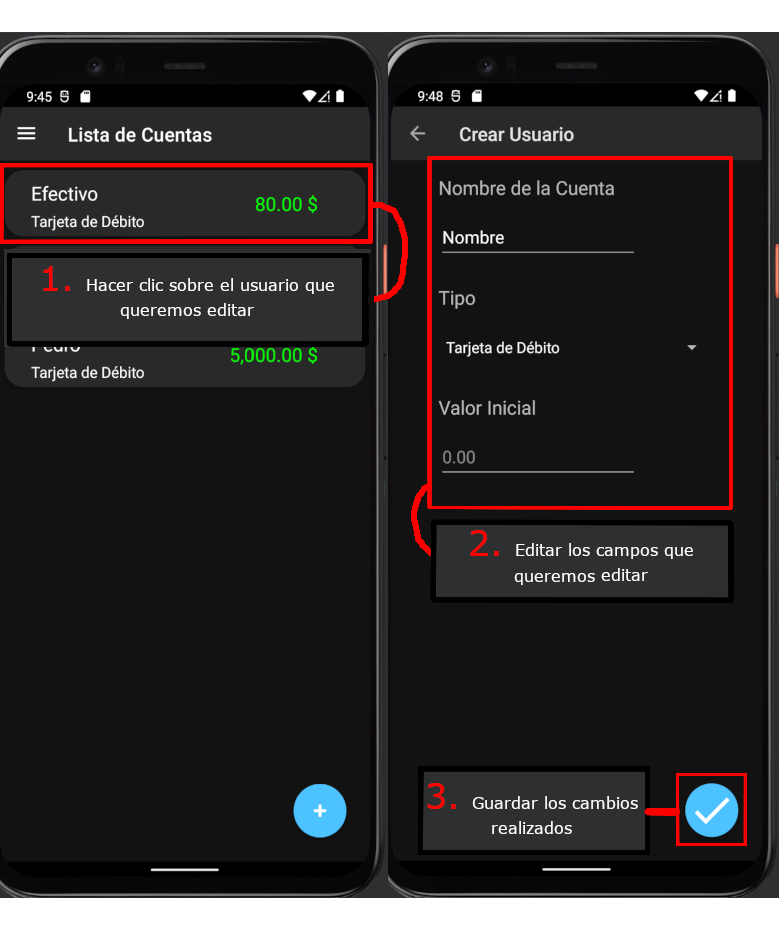 9:45
Lista de Cuentas
Efectivo
80.00 $
Tarjeta de Débito
1. Hacer clic sobre el usuario que
queremos editar
Pedro
5,000.00 $
Tarjeta de Débito
+
9:48
Crear Usuario
Nombre de la Cuenta
Nombre
Tipo
Tarjeta de Débito
Valor Inicial
0.00
2. Editar los campos que
queremos editar
3. Guardar los cambios
realizados